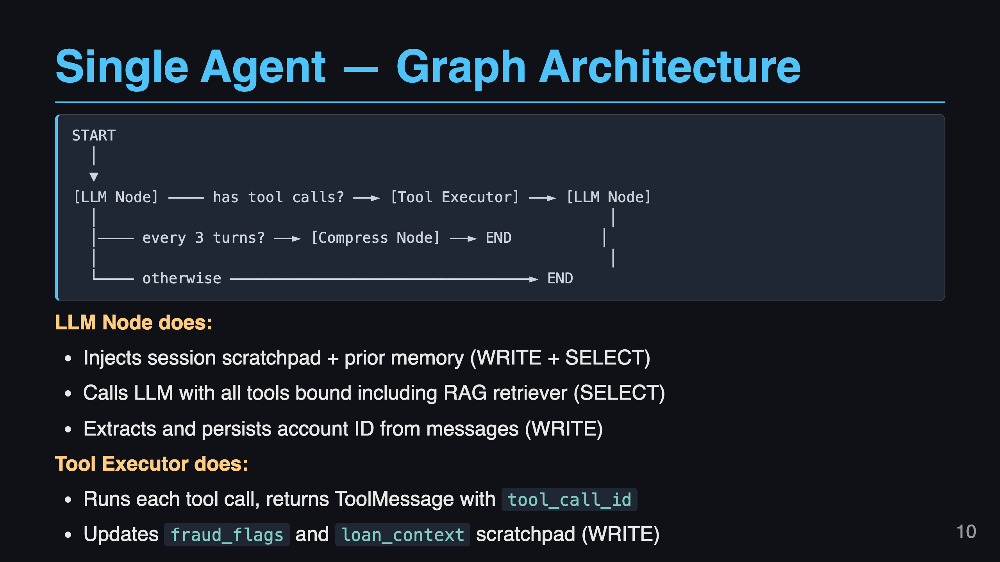 Single Agent — Graph Architecture
START
│
▼
[LLM Node] ──── has tool calls? ──► [Tool Executor] ──► [LLM Node]
│ │
├──── every 3 turns? ──► [Compress Node] ──► END │
│ │
└──── otherwise ──────────────────────────────────► END
LLM Node does:
• Injects session scratchpad + prior memory (WRITE + SELECT)
• Calls LLM with all tools bound including RAG retriever (SELECT)
• Extracts and persists account ID from messages (WRITE)
Tool Executor does:
• Runs each tool call, returns ToolMessage with tool_call_id
• Updates fraud_flags and loan_context scratchpad (WRITE)
10